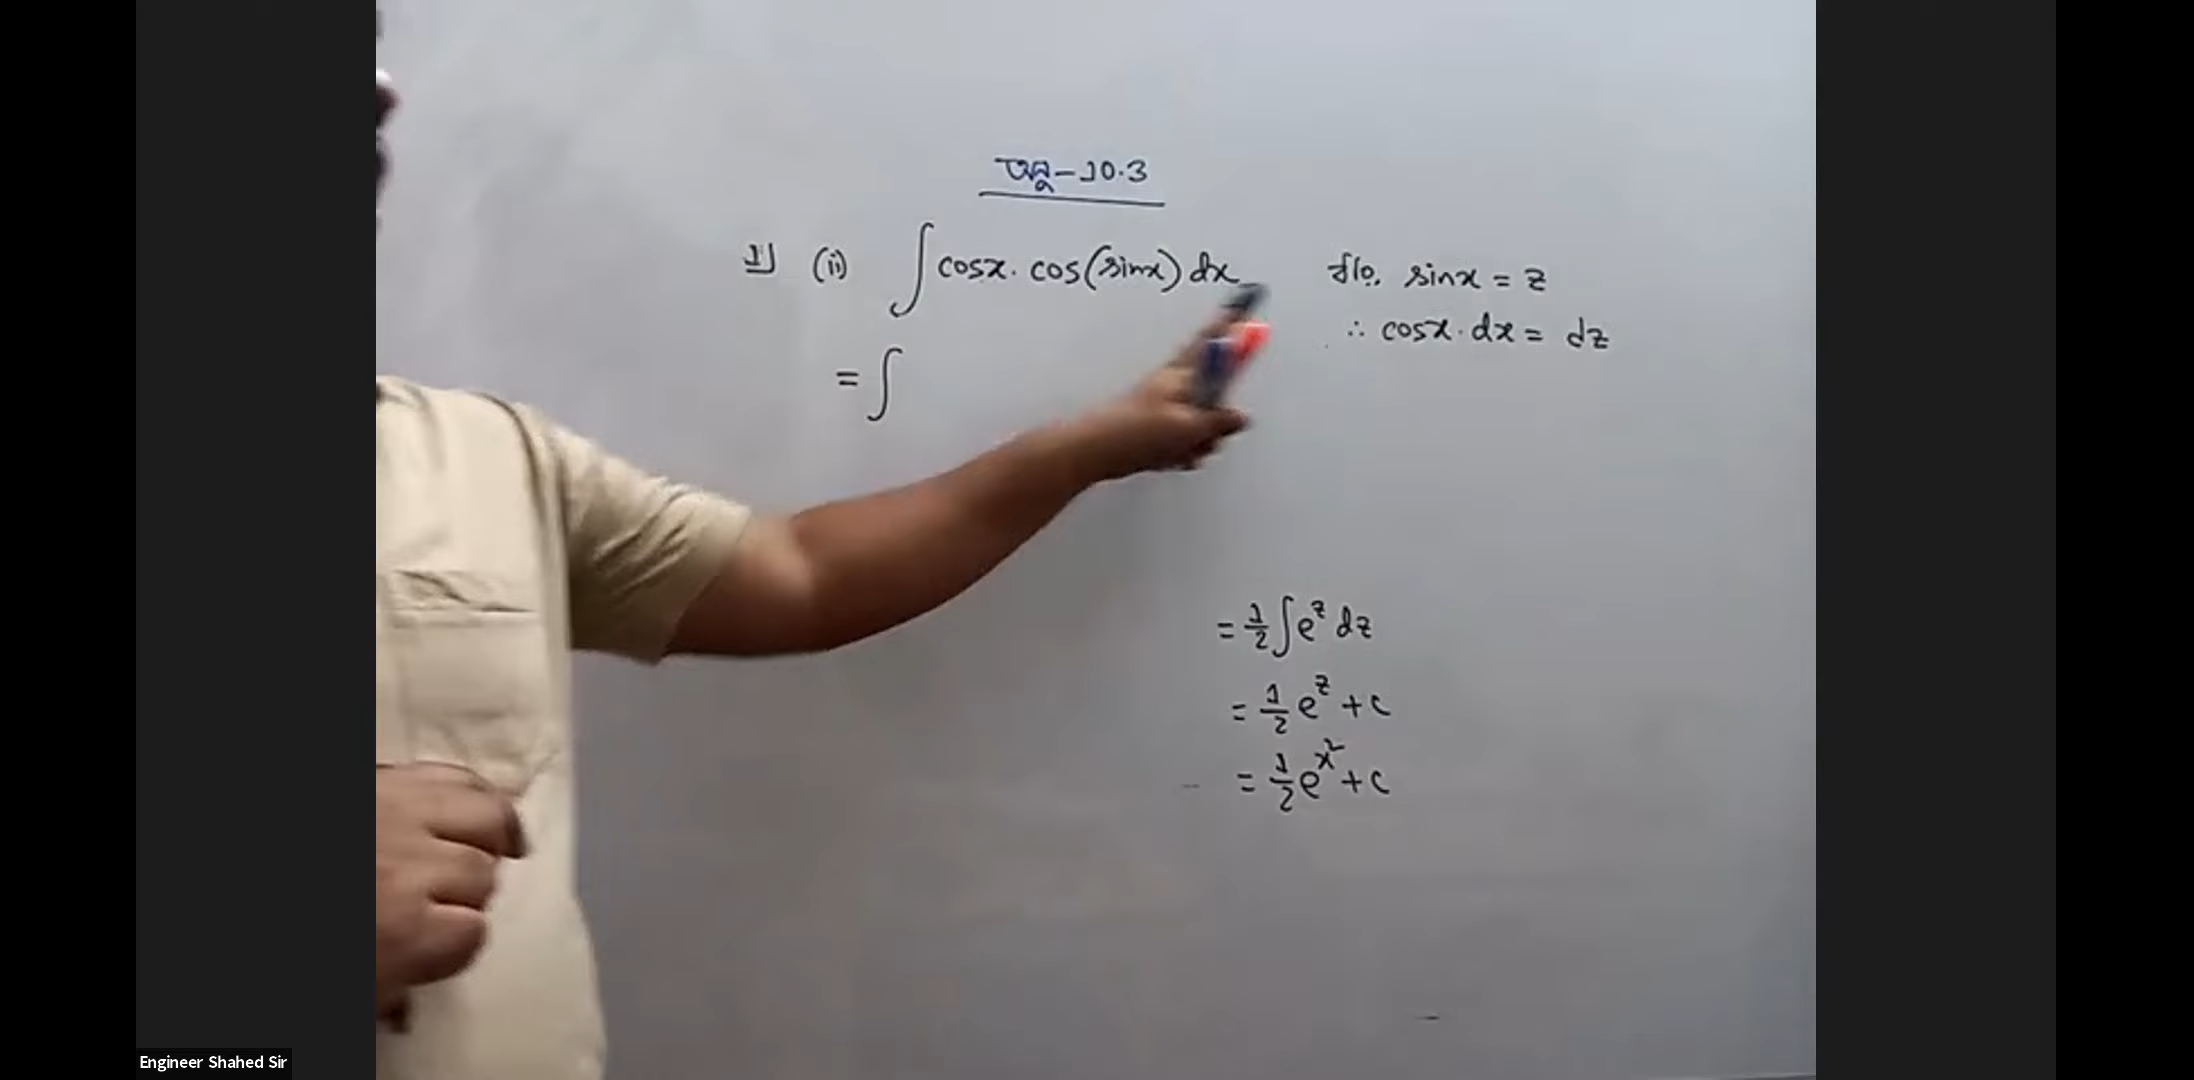 অনু-10.3
1] (ii) ∫cosx. cos(sinx) dx
ধরি, sinx = z
∴ cosx. dx = dz
= ∫
= 1/2 ∫e^z dz
= 1/2 e^z + c
= 1/2 e^x² + c
Engineer Shahed Sir